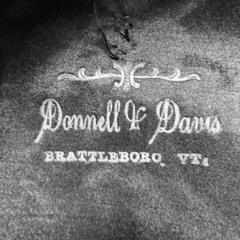 Donnell & Davis
BRATTLEBORO, VT.